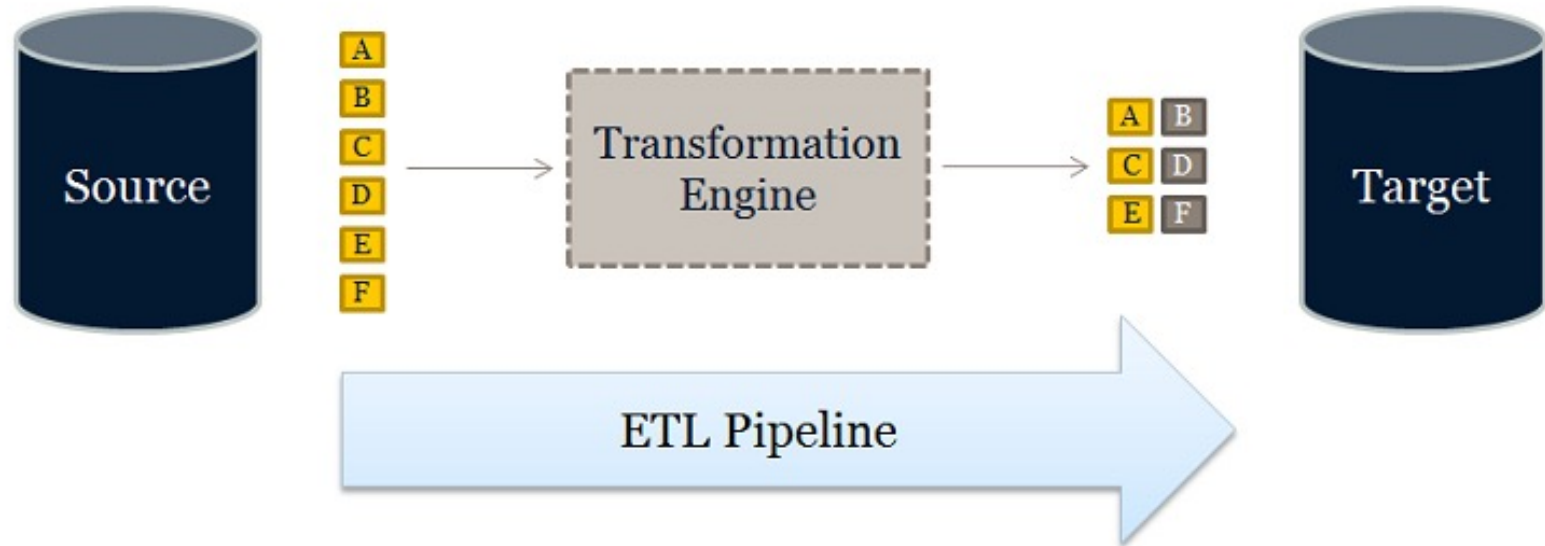 Source
A
B
C
D
E
F
Transformation
Engine
A B
C D
E F
Target
ETL Pipeline